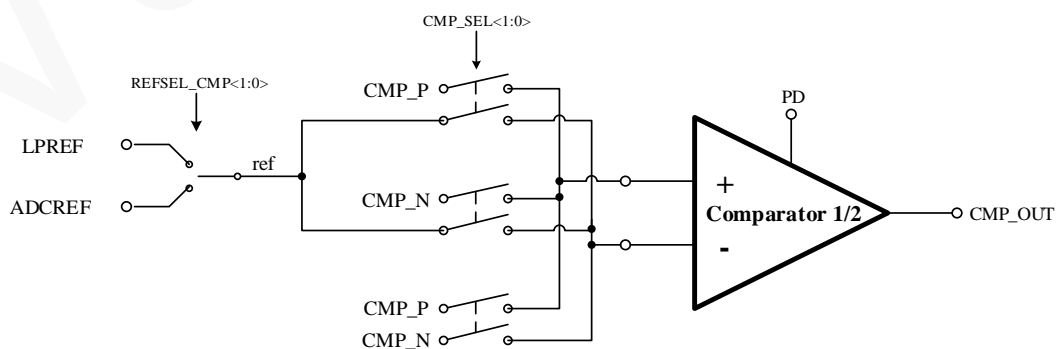 CMP_SEL<1:0>
REFSEL_CMP<1:0>
CMP_P
PD
LPREF
ref
ADCREF
CMP_N
+
Comparator 1/2
-
CMP_OUT
CMP_P
CMP_N